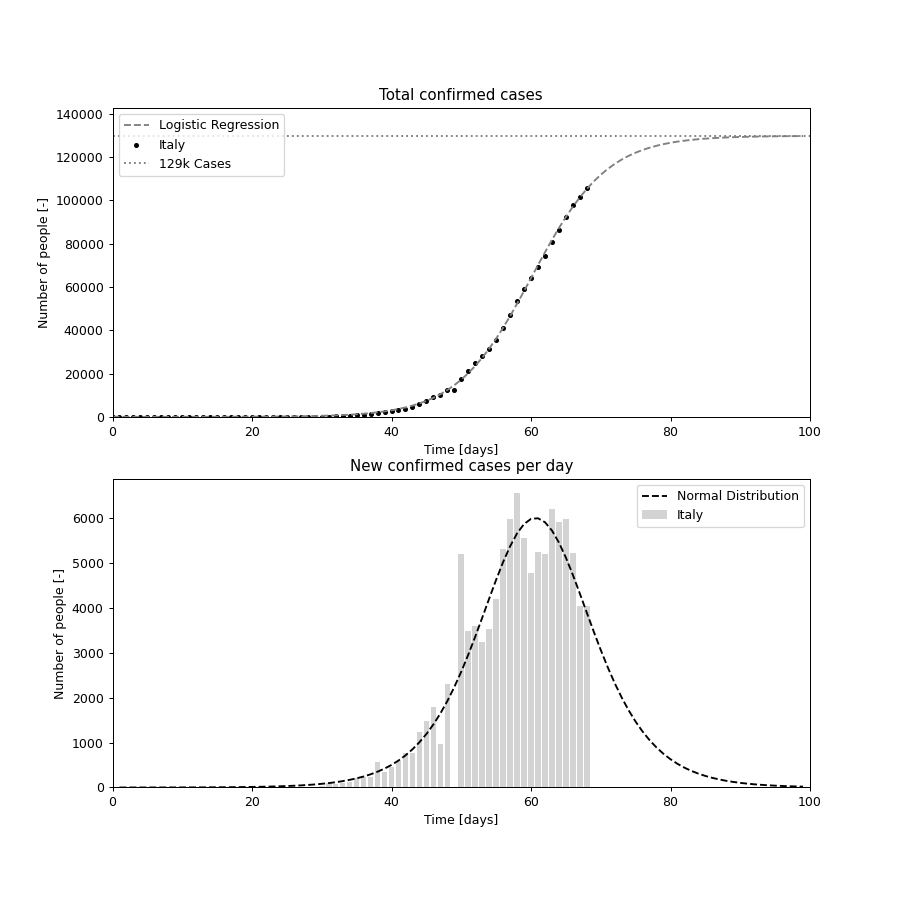 Total confirmed cases
140000
120000
100000
80000
60000
40000
20000
0
Number of people [-]
Logistic Regression
Italy
129k Cases
0 20 40 60 80 100
Time [days]
New confirmed cases per day
6000
5000
4000
3000
2000
1000
0
Number of people [-]
Normal Distribution
Italy
0 20 40 60 80 100
Time [days]